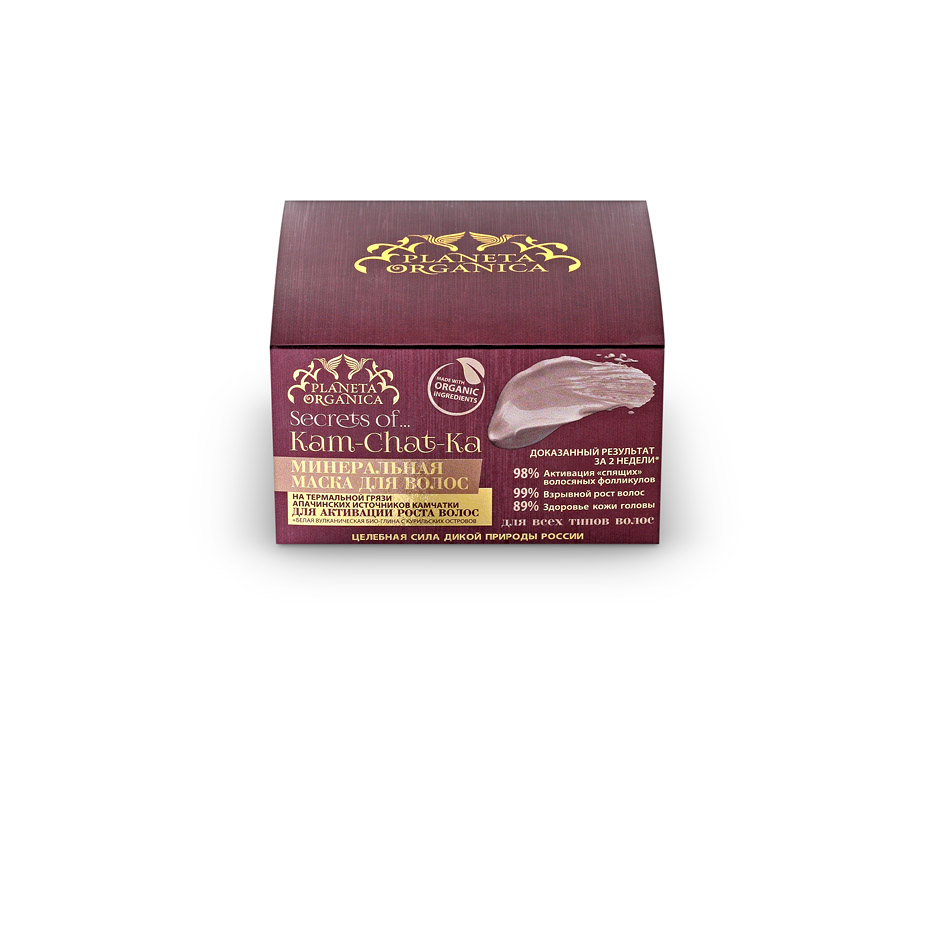 PLANETA
ORGANICA
PLANETA
ORGANICA
Secrets of...
Kam-Chat-Ka
МИНЕРАЛЬНАЯ
МАСКА ДЛЯ ВОЛОС
НА ТЕРМАЛЬНОЙ ГРЯЗИ
АПАЧИНСКИХ ИСТОЧНИКОВ КАМЧАТКИ
ДЛЯ АКТИВАЦИИ РОСТА ВОЛОС
+БЕЛАЯ ВУЛКАНИЧЕСКАЯ БИО-ГЛИНА С КУРИЛЬСКИХ ОСТРОВОВ
MADE WITH
ORGANIC
INGREDIENTS
ДОКАЗАННЫЙ РЕЗУЛЬТАТ
ЗА 2 НЕДЕЛИ*
98% Активация «спящих»
волосяных фолликулов
99% Взрывной рост волос
89% Здоровье кожи головы
ДЛЯ ВСЕХ ТИПОВ ВОЛОС
ЦЕЛЕБНАЯ СИЛА ДИКОЙ ПРИРОДЫ РОССИИ